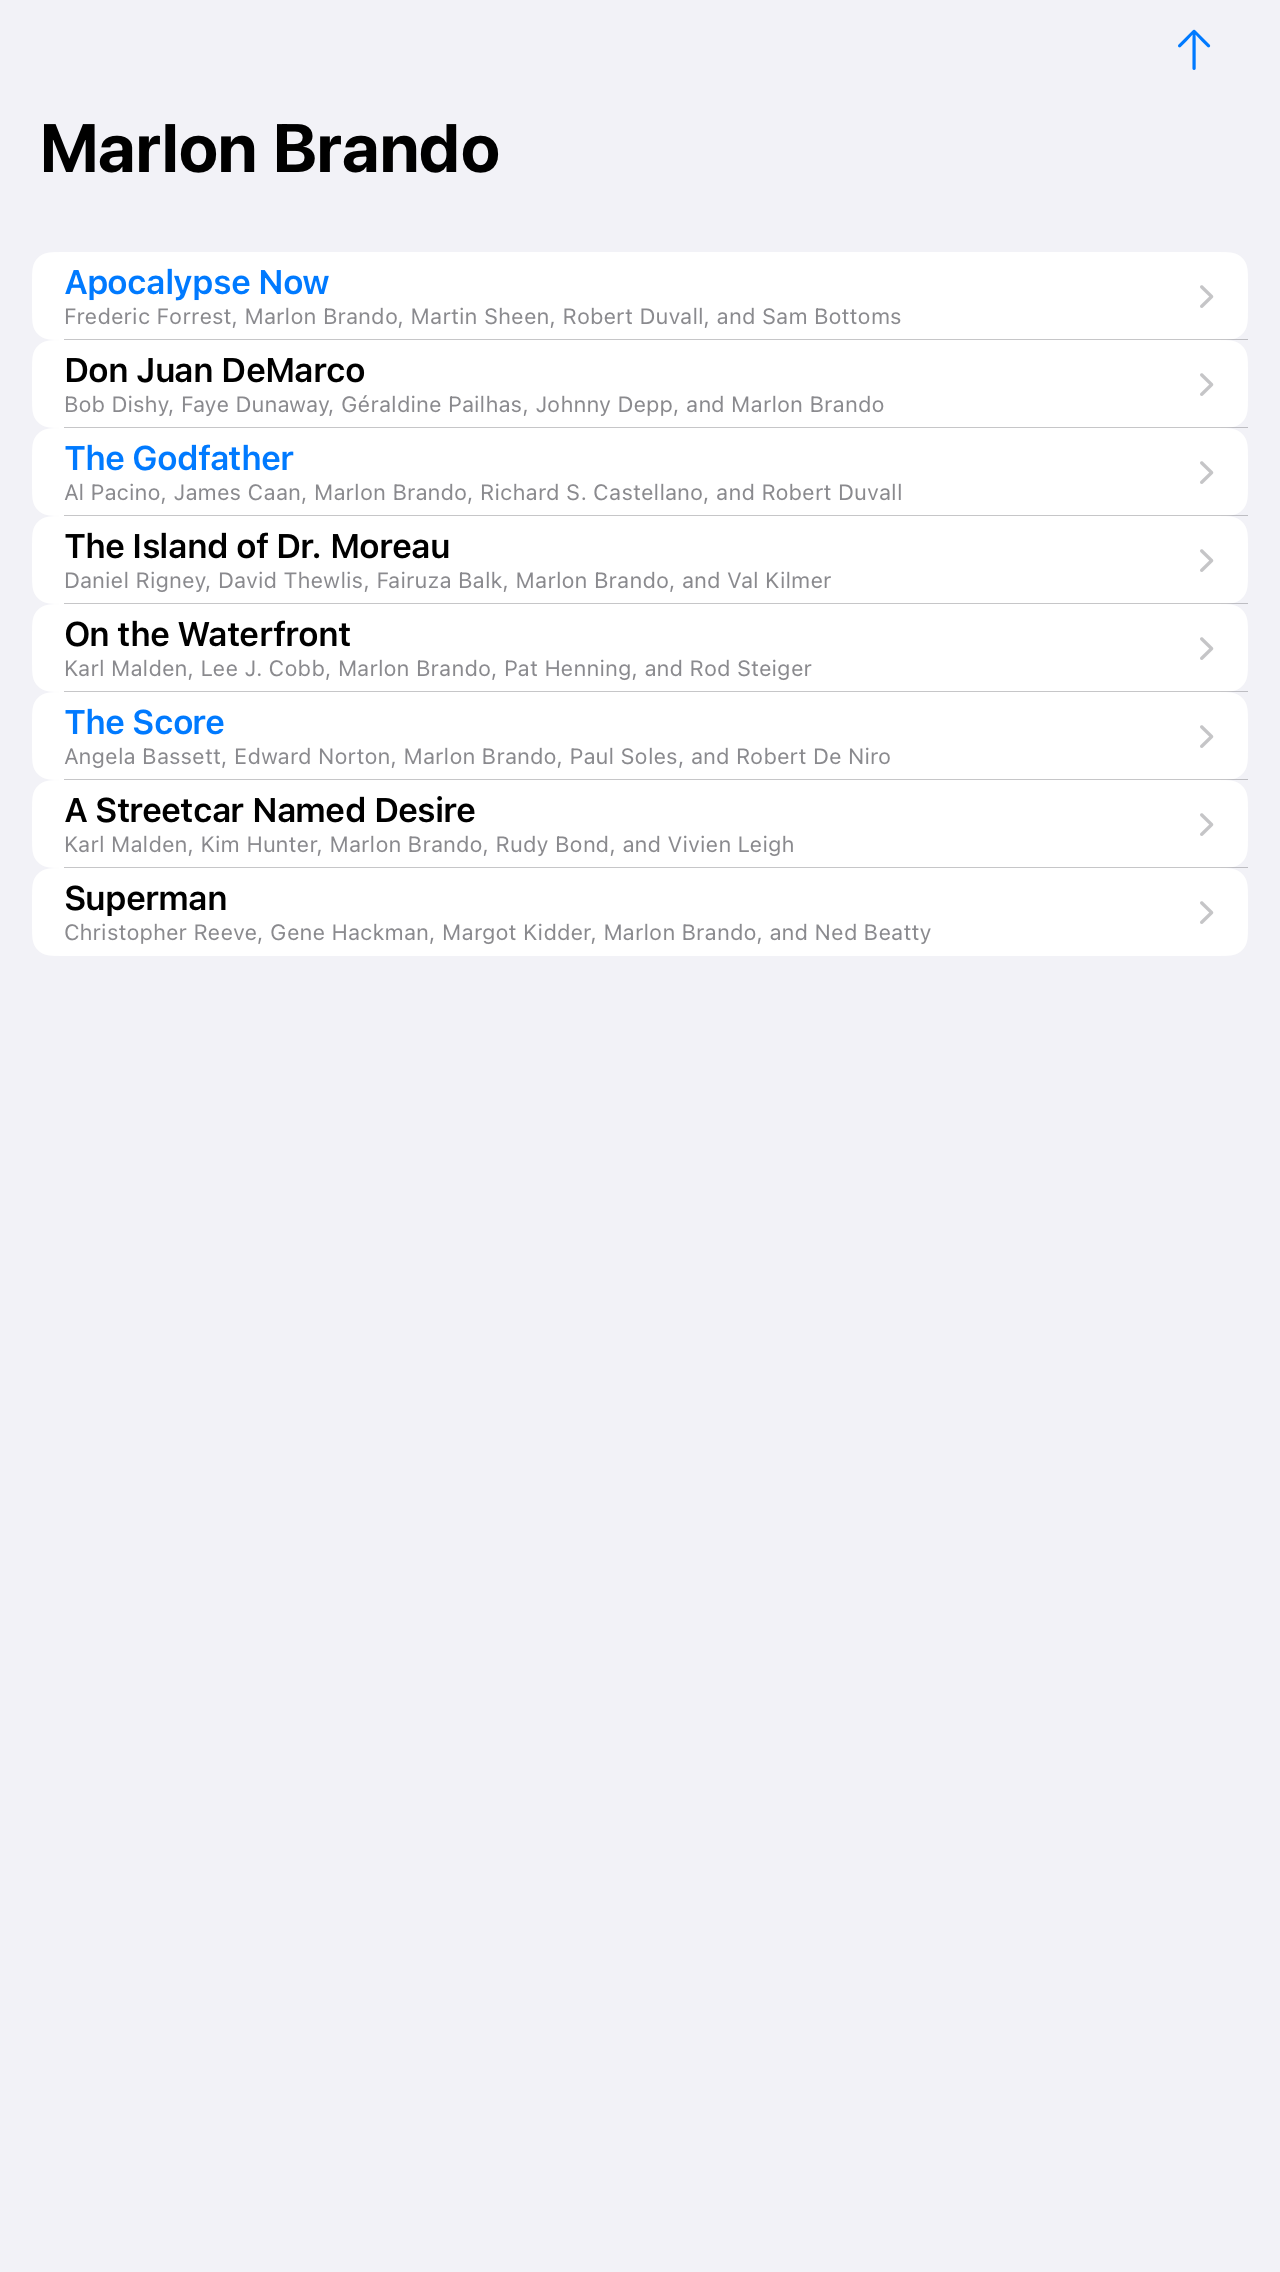 Marlon Brando
Apocalypse Now
Frederic Forrest, Marlon Brando, Martin Sheen, Robert Duvall, and Sam Bottoms
Don Juan DeMarco
Bob Dishy, Faye Dunaway, Géraldine Pailhas, Johnny Depp, and Marlon Brando
The Godfather
Al Pacino, James Caan, Marlon Brando, Richard S. Castellano, and Robert Duvall
The Island of Dr. Moreau
Daniel Rigney, David Thewlis, Fairuza Balk, Marlon Brando, and Val Kilmer
On the Waterfront
Karl Malden, Lee J. Cobb, Marlon Brando, Pat Henning, and Rod Steiger
The Score
Angela Bassett, Edward Norton, Marlon Brando, Paul Soles, and Robert De Niro
A Streetcar Named Desire
Karl Malden, Kim Hunter, Marlon Brando, Rudy Bond, and Vivien Leigh
Superman
Christopher Reeve, Gene Hackman, Margot Kidder, Marlon Brando, and Ned Beatty